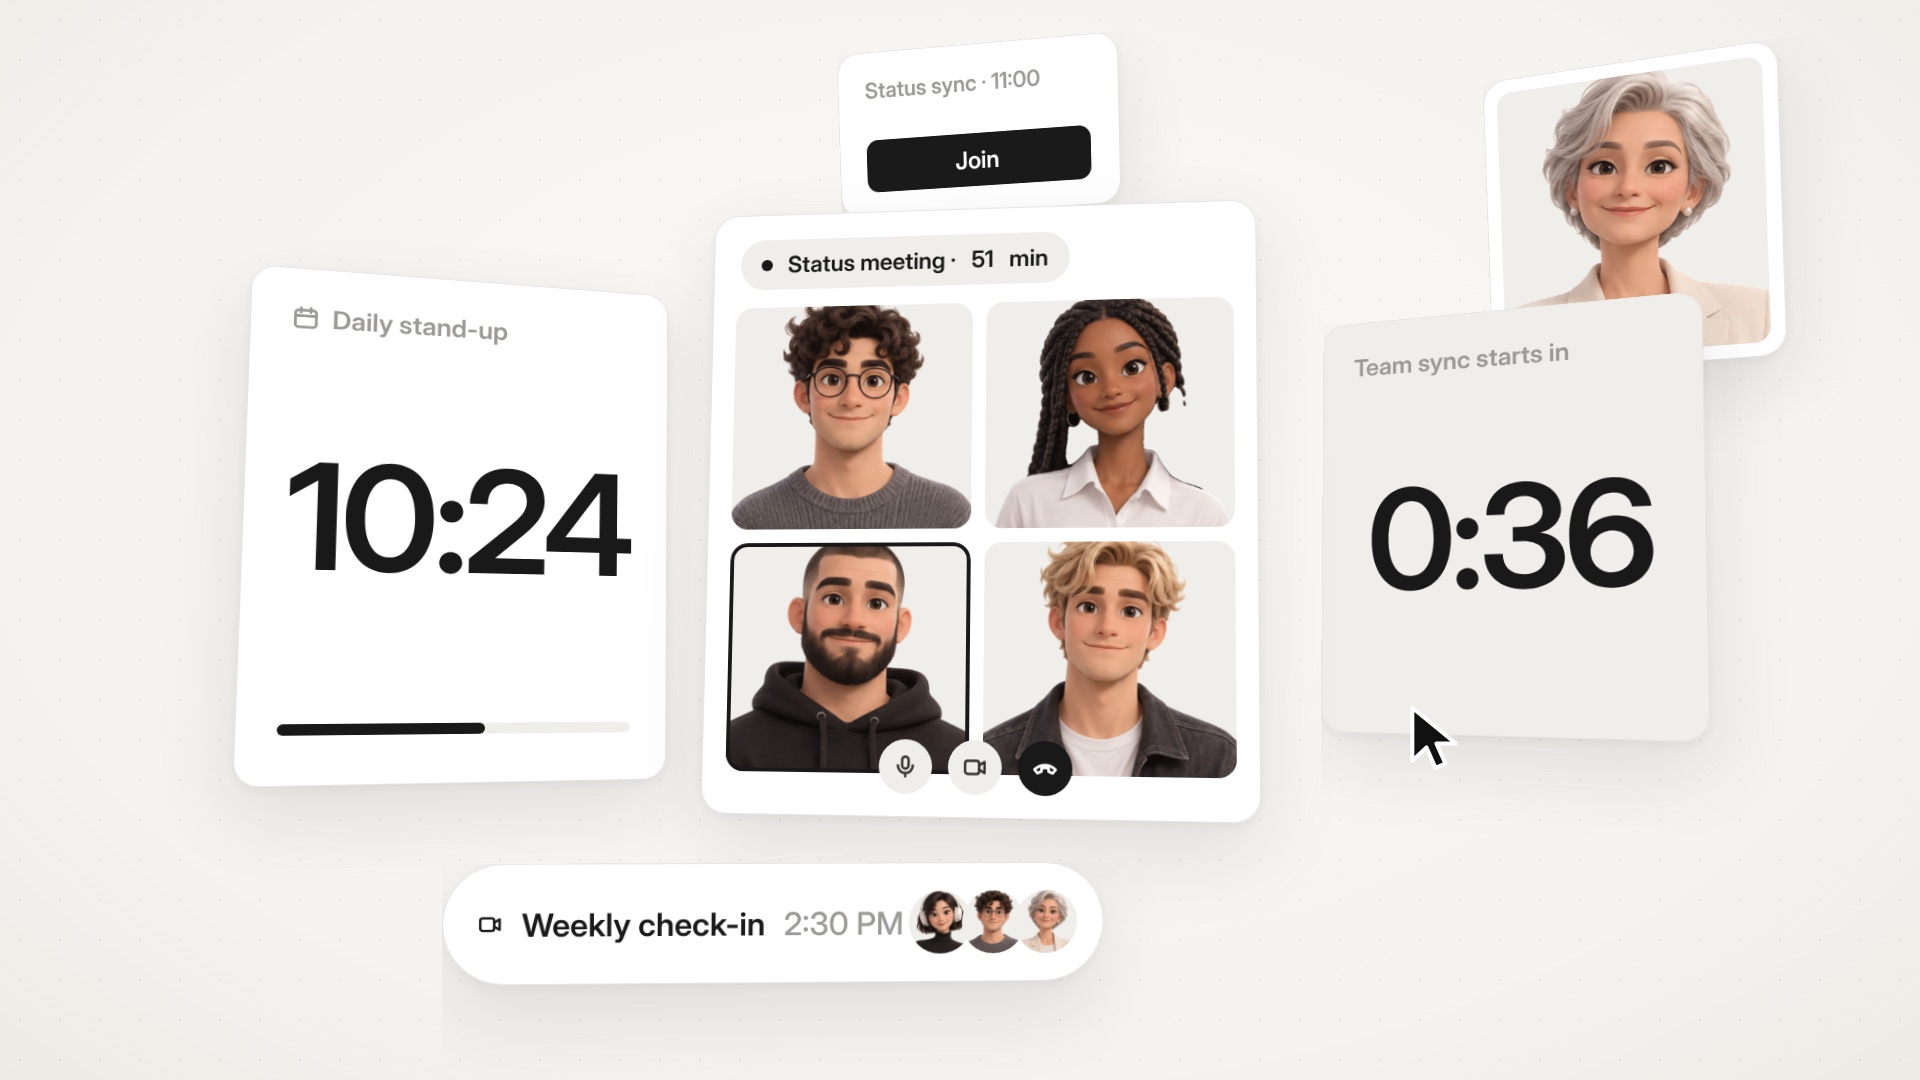 Status sync · 11:00
Join
Status meeting · 51 min
Daily stand-up
10:24
Team sync starts in
0:36
Weekly check-in 2:30 PM